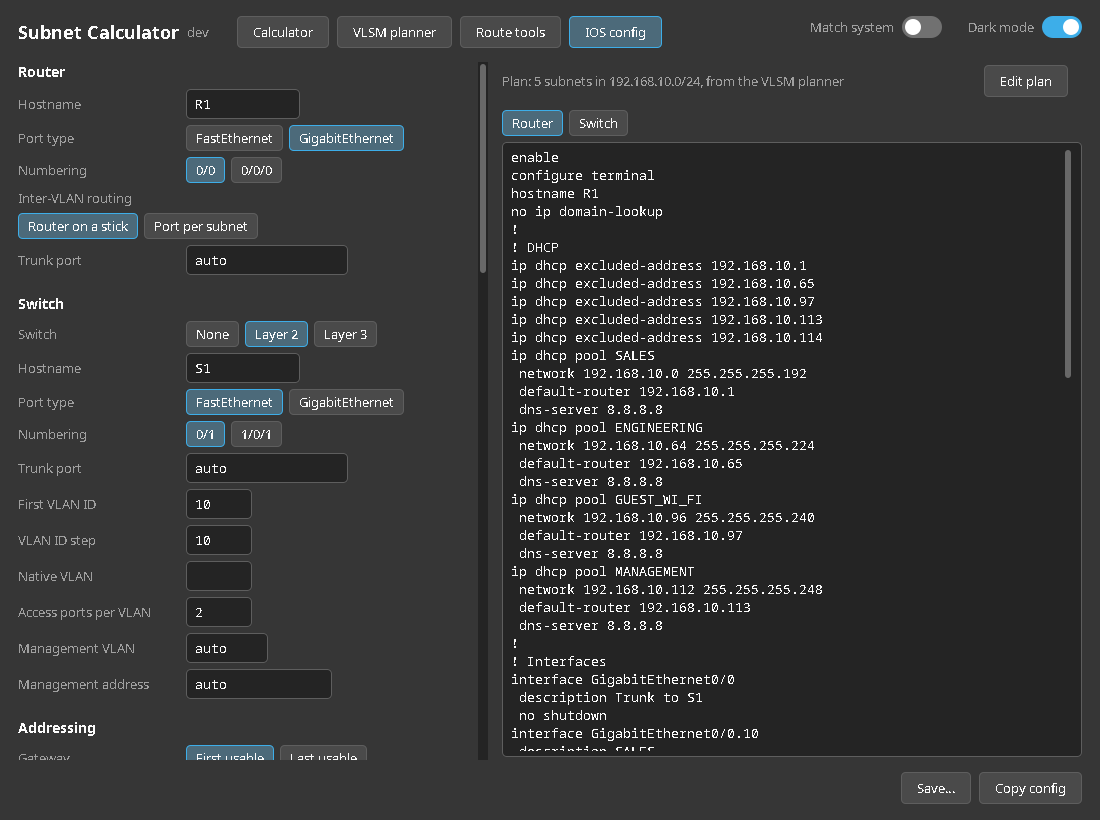 Subnet Calculator dev
Calculator
VLSM planner
Route tools
IOS config
Match system
Dark mode
Router
Hostname R1
Port type FastEthernet GigabitEthernet
Numbering 0/0 0/0/0
Inter-VLAN routing
Router on a stick Port per subnet
Trunk port auto
Switch
Switch None Layer 2 Layer 3
Hostname S1
Port type FastEthernet GigabitEthernet
Numbering 0/1 1/0/1
Trunk port auto
First VLAN ID 10
VLAN ID step 10
Native VLAN
Access ports per VLAN 2
Management VLAN auto
Management address auto
Addressing
Gateway First usable Last usable
Plan: 5 subnets in 192.168.10.0/24, from the VLSM planner
Edit plan
Router Switch
enable
configure terminal
hostname R1
no ip domain-lookup
!
! DHCP
ip dhcp excluded-address 192.168.10.1
ip dhcp excluded-address 192.168.10.65
ip dhcp excluded-address 192.168.10.97
ip dhcp excluded-address 192.168.10.113
ip dhcp excluded-address 192.168.10.114
ip dhcp pool SALES
 network 192.168.10.0 255.255.255.192
 default-router 192.168.10.1
 dns-server 8.8.8.8
ip dhcp pool ENGINEERING
 network 192.168.10.64 255.255.255.224
 default-router 192.168.10.65
 dns-server 8.8.8.8
ip dhcp pool GUEST_WI_FI
 network 192.168.10.96 255.255.255.240
 default-router 192.168.10.97
 dns-server 8.8.8.8
ip dhcp pool MANAGEMENT
 network 192.168.10.112 255.255.255.248
 default-router 192.168.10.113
 dns-server 8.8.8.8
!
! Interfaces
interface GigabitEthernet0/0
 description Trunk to S1
 no shutdown
interface GigabitEthernet0/0.10
 description SALES
Save...
Copy config